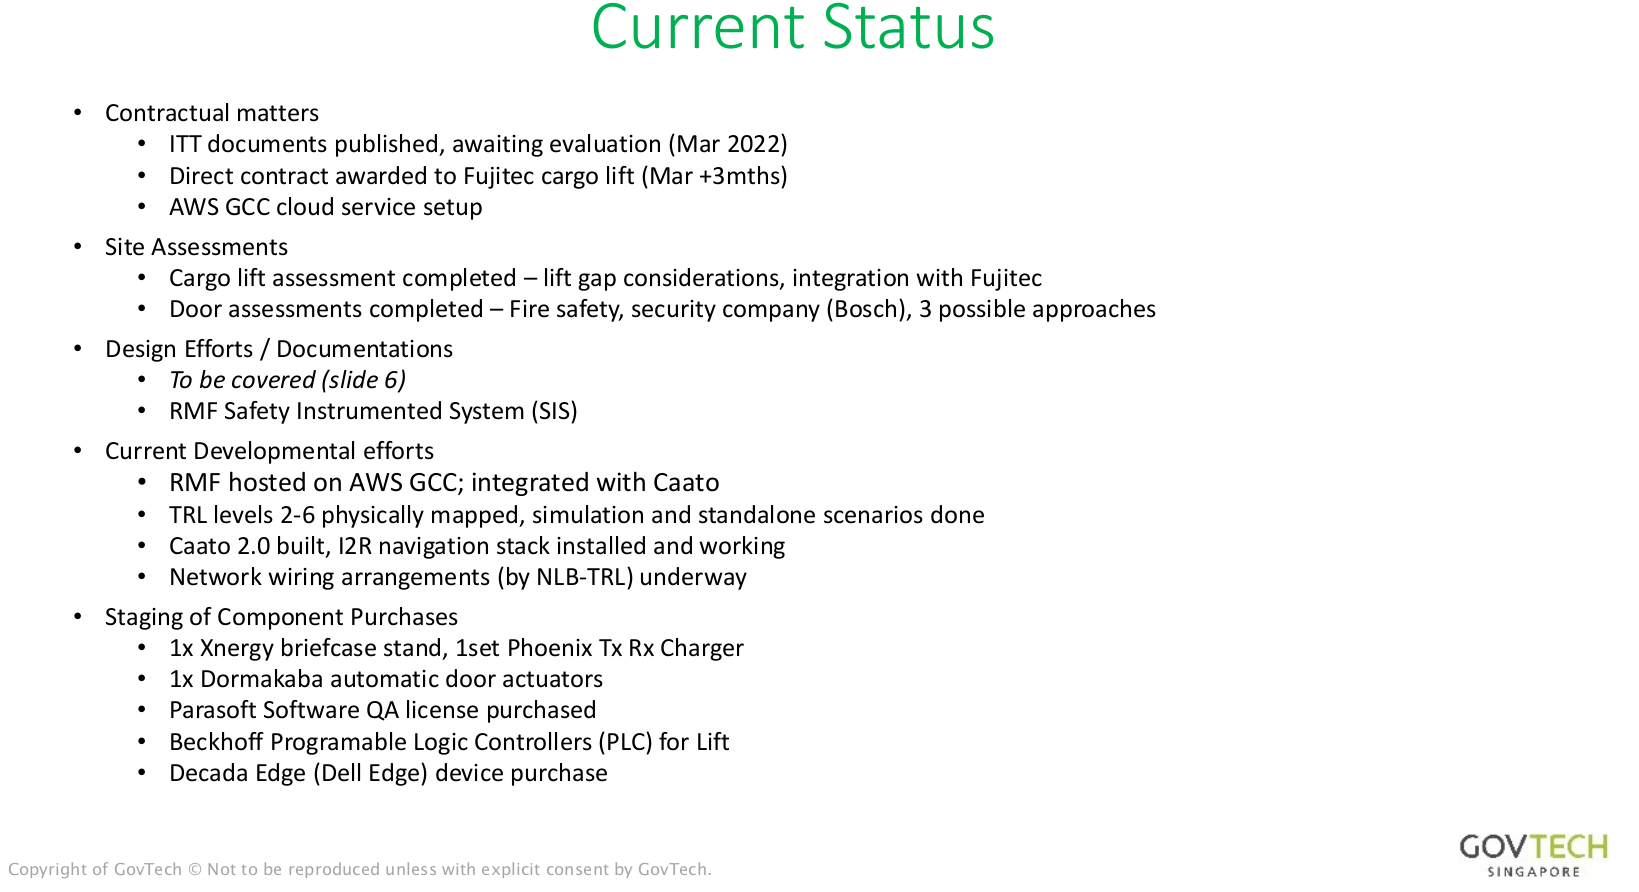 Current Status
• Contractual matters
• ITT documents published, awaiting evaluation (Mar 2022)
• Direct contract awarded to Fujitec cargo lift (Mar +3mths)
• AWS GCC cloud service setup
• Site Assessments
• Cargo lift assessment completed – lift gap considerations, integration with Fujitec
• Door assessments completed – Fire safety, security company (Bosch), 3 possible approaches
• Design Efforts / Documentations
• To be covered (slide 6)
• RMF Safety Instrumented System (SIS)
• Current Developmental efforts
• RMF hosted on AWS GCC; integrated with Caato
• TRL levels 2-6 physically mapped, simulation and standalone scenarios done
• Caato 2.0 built, I2R navigation stack installed and working
• Network wiring arrangements (by NLB-TRL) underway
• Staging of Component Purchases
• 1x Xnergy briefcase stand, 1set Phoenix Tx Rx Charger
• 1x Dormakaba automatic door actuators
• Parasoft Software QA license purchased
• Beckhoff Programable Logic Controllers (PLC) for Lift
• Decada Edge (Dell Edge) device purchase
Copyright of GovTech © Not to be reproduced unless with explicit consent by GovTech.
GOVTECH
SINGAPORE